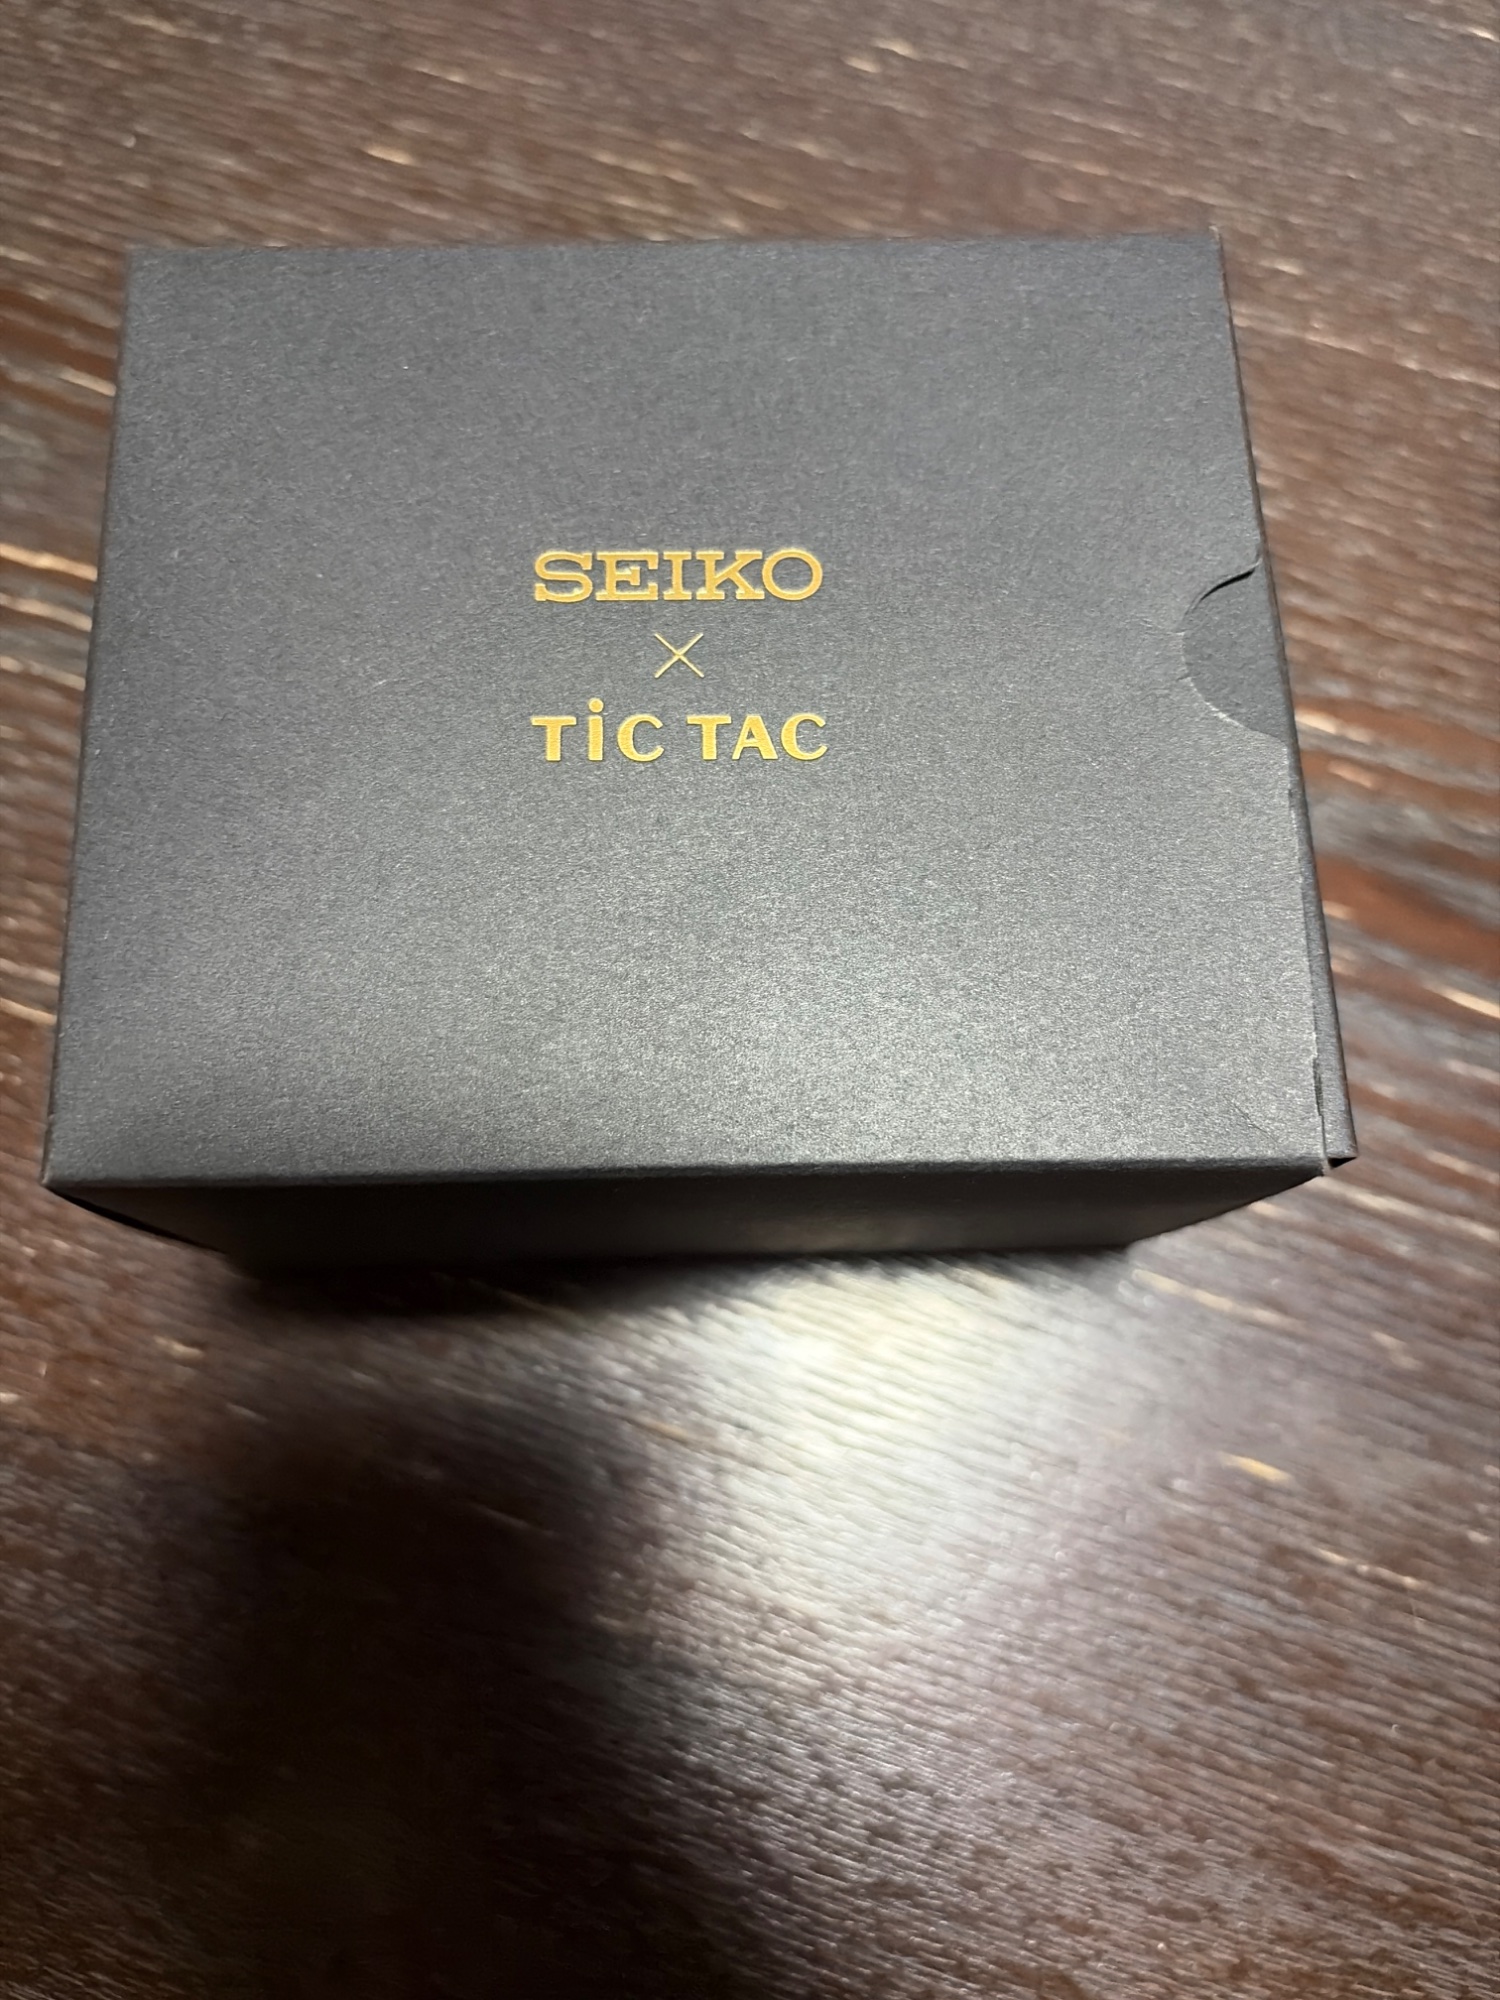 SEIKO
×
TiC TAC